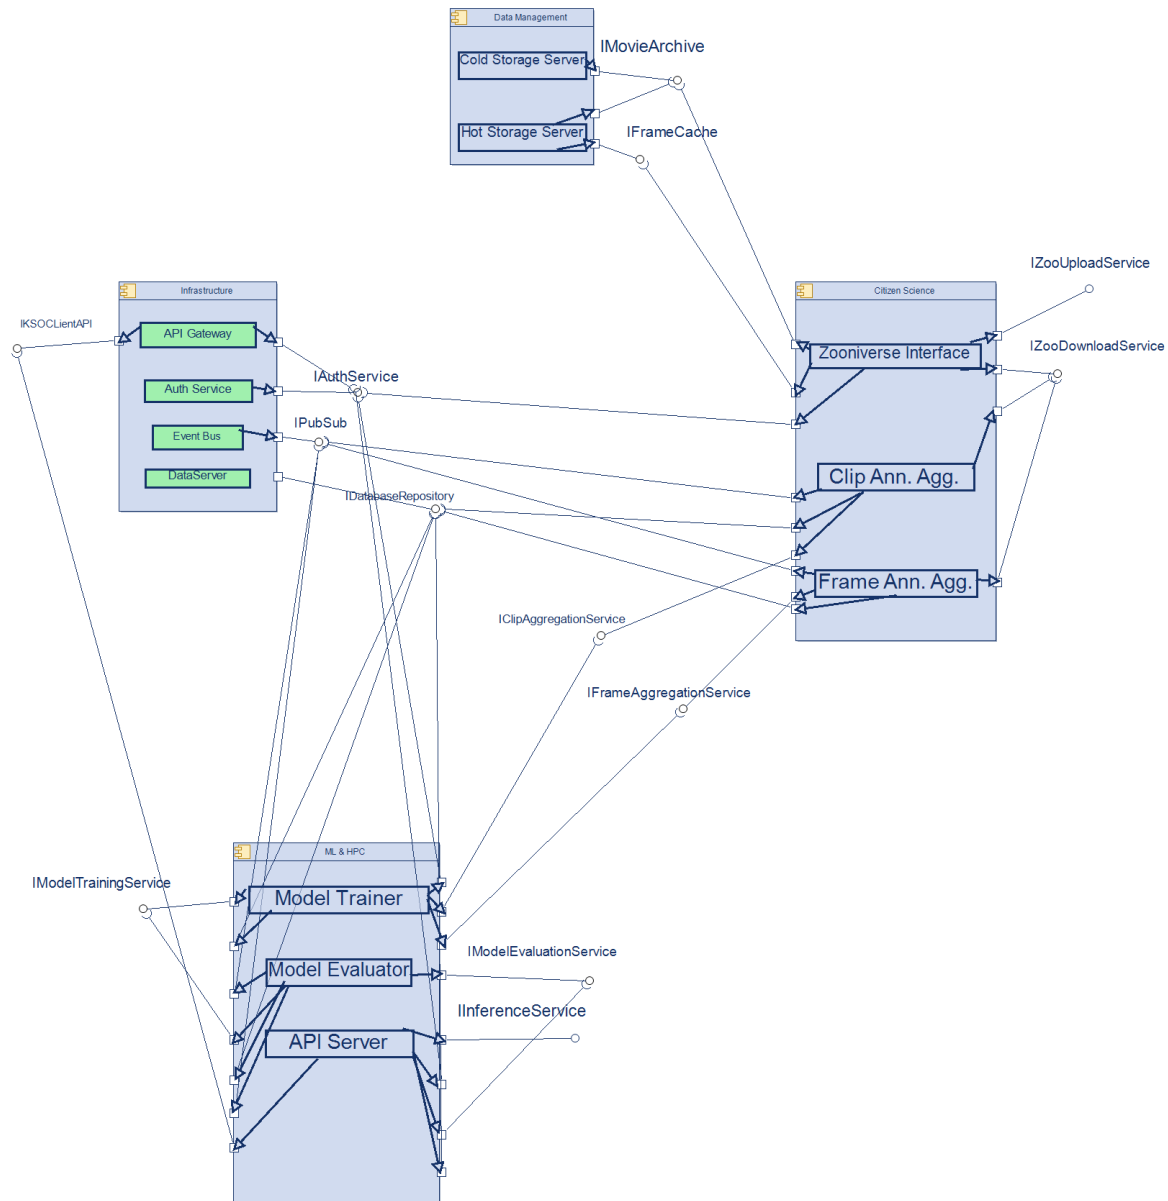 Data Management
Cold Storage Server
IMovieArchive
Hot Storage Server
IFrameCache
Infrastructure
Citizen Science
IZooUploadService
IKSOCLientAPI
API Gateway
Zooniverse Interface
IZooDownloadService
Auth Service
IAuthService
IPubSub
Event Bus
DataServer
Clip Ann. Agg.
IDatabaseRepository
Frame Ann. Agg.
IClipAggregationService
IFrameAggregationService
ML & HPC
IModelTrainingService
Model Trainer
IModelEvaluationService
Model Evaluator
IInferenceService
API Server